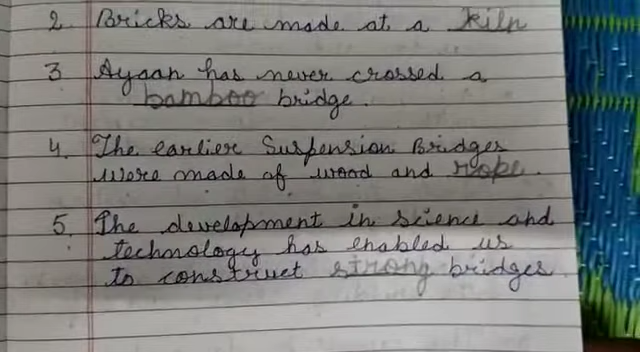 2. Bricks are made at a kiln
3 Ayaan has never crossed a
bamboo bridge.
4. The earlier Suspension Bridges
were made of wood and rope.
5. The development in science and
technology has enabled us
to construct strong bridges